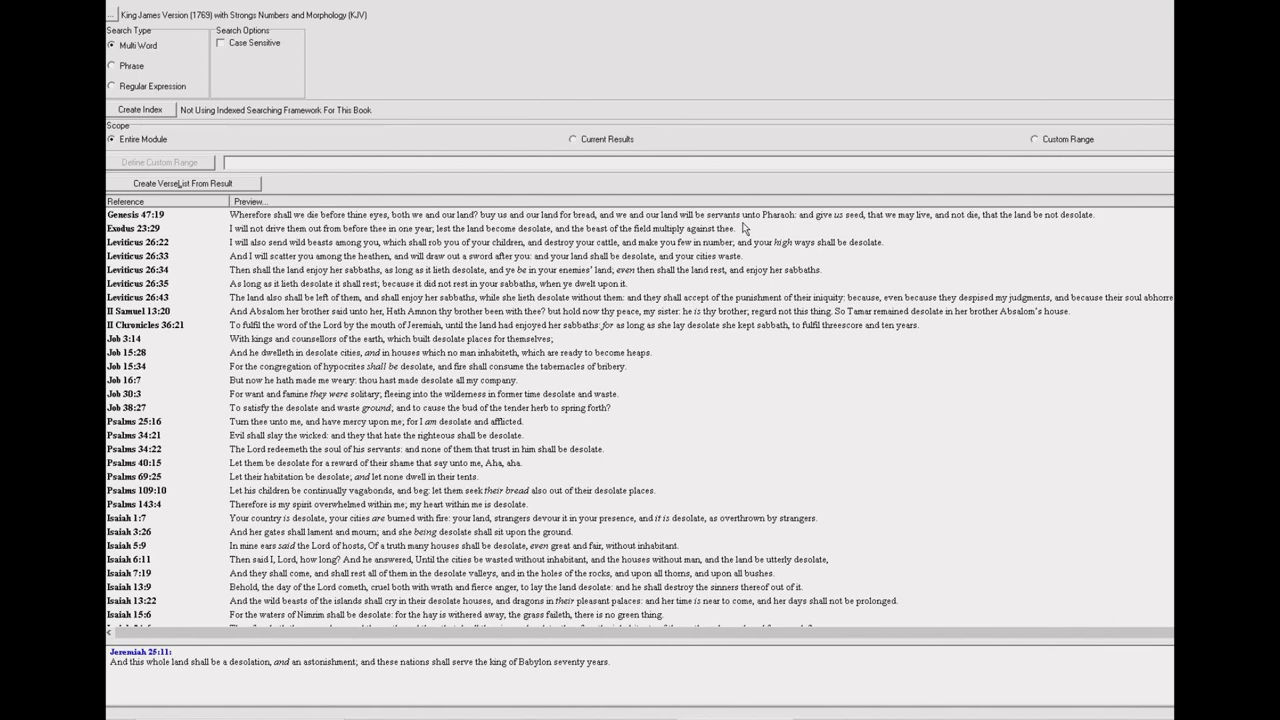 ... King James Version (1769) with Strongs Numbers and Morphology (KJV)
Search Type Search Options
Multi Word Case Sensitive
Phrase
Regular Expression
Create Index Not Using Indexed Searching Framework For This Book.
Scope
Entire Module Current Results Custom Range
Define Custom Range
Create VerseList From Result
Reference Preview...
Genesis 47:19 Wherefore shall we die before thine eyes, both we and our land? buy us and our land for bread, and we and our land will be servants unto Pharaoh: and give us seed, that we may live, and not die, that the land be not desolate.
Exodus 23:29 I will not drive them out from before thee in one year; lest the land become desolate, and the beast of the field multiply against thee.
Leviticus 26:22 I will also send wild beasts among you, which shall rob you of your children, and destroy your cattle, and make you few in number; and your high ways shall be desolate.
Leviticus 26:33 And I will scatter you among the heathen, and will draw out a sword after you: and your land shall be desolate, and your cities waste.
Leviticus 26:34 Then shall the land enjoy her sabbaths, as long as it lieth desolate, and ye be in your enemies' land; even then shall the land rest, and enjoy her sabbaths.
Leviticus 26:35 As long as it lieth desolate it shall rest; because it did not rest in your sabbaths, when ye dwelt upon it.
Leviticus 26:43 The land also shall be left of them, and shall enjoy her sabbaths, while she lieth desolate without them: and they shall accept of the punishment of their iniquity: because, even because they despised my judgments, and because their soul abhorre
II Samuel 13:20 And Absalom her brother said unto her, Hath Amnon thy brother been with thee? but hold now thy peace, my sister: he is thy brother; regard not this thing. So Tamar remained desolate in her brother Absalom's house.
II Chronicles 36:21 To fulfil the word of the Lord by the mouth of Jeremiah, until the land had enjoyed her sabbaths: for as long as she lay desolate she kept sabbath, to fulfil threescore and ten years.
Job 3:14 With kings and counsellors of the earth, which built desolate places for themselves;
Job 15:28 And he dwelleth in desolate cities, and in houses which no man inhabiteth, which are ready to become heaps.
Job 15:34 For the congregation of hypocrites shall be desolate, and fire shall consume the tabernacles of bribery.
Job 16:7 But now he hath made me weary: thou hast made desolate all my company.
Job 30:3 For want and famine they were solitary; fleeing into the wilderness in former time desolate and waste.
Job 38:27 To satisfy the desolate and waste ground; and to cause the bud of the tender herb to spring forth?
Psalms 25:16 Turn thee unto me, and have mercy upon me; for I am desolate and afflicted.
Psalms 34:21 Evil shall slay the wicked: and they that hate the righteous shall be desolate.
Psalms 34:22 The Lord redeemeth the soul of his servants: and none of them that trust in him shall be desolate.
Psalms 40:15 Let them be desolate for a reward of their shame that say unto me, Aha, aha.
Psalms 69:25 Let their habitation be desolate; and let none dwell in their tents.
Psalms 109:10 Let his children be continually vagabonds, and beg: let them seek their bread also out of their desolate places.
Psalms 143:4 Therefore is my spirit overwhelmed within me; my heart within me is desolate.
Isaiah 1:7 Your country is desolate, your cities are burned with fire: your land, strangers devour it in your presence, and it is desolate, as overthrown by strangers.
Isaiah 3:26 And her gates shall lament and mourn; and she being desolate shall sit upon the ground.
Isaiah 5:9 In mine ears said the Lord of hosts, Of a truth many houses shall be desolate, even great and fair, without inhabitant.
Isaiah 6:11 Then said I, Lord, how long? And he answered, Until the cities be wasted without inhabitant, and the houses without man, and the land be utterly desolate,
Isaiah 7:19 And they shall come, and shall rest all of them in the desolate valleys, and in the holes of the rocks, and upon all thorns, and upon all bushes.
Isaiah 13:9 Behold, the day of the Lord cometh, cruel both with wrath and fierce anger, to lay the land desolate: and he shall destroy the sinners thereof out of it.
Isaiah 13:22 And the wild beasts of the islands shall cry in their desolate houses, and dragons in their pleasant palaces: and her time is near to come, and her days shall not be prolonged.
Isaiah 15:6 For the waters of Nimrim shall be desolate: for the hay is withered away, the grass faileth, there is no green thing.
Jeremiah 25:11:
And this whole land shall be a desolation, and an astonishment; and these nations shall serve the king of Babylon seventy years.